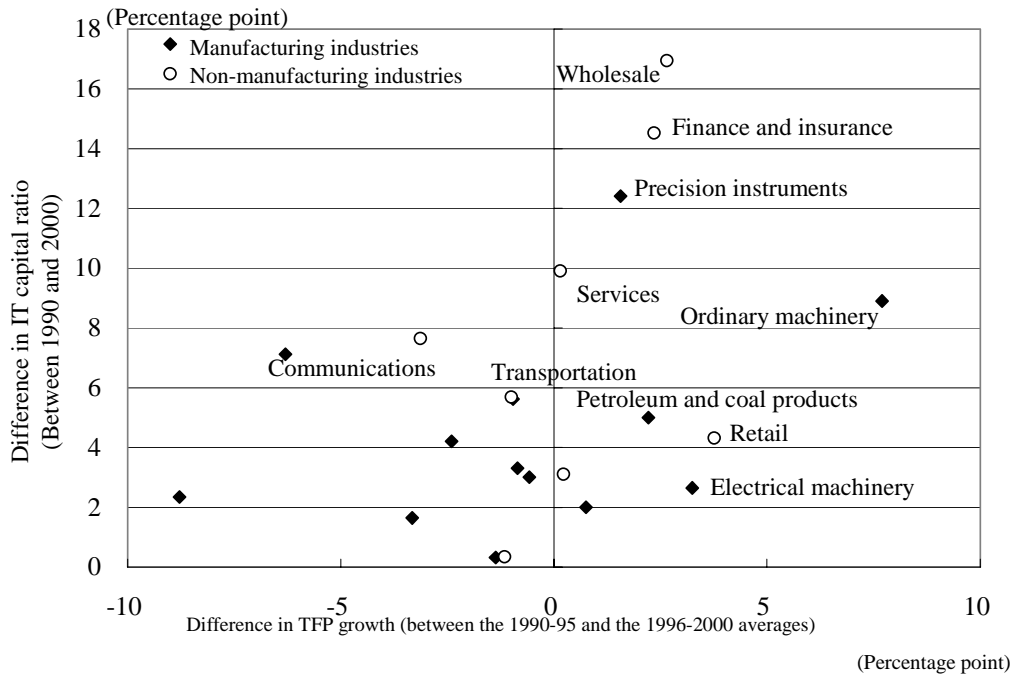 (Percentage point)
18
Manufacturing industries
Non-manufacturing industries
Wholesale
16
Finance and insurance
14
Precision instruments
12
10
Services
Ordinary machinery
8
Communications
Transportation
6
Petroleum and coal products
Retail
4
Electrical machinery
2
0
Difference in IT capital ratio
(Between 1990 and 2000)
-10 -5 0 5 10
Difference in TFP growth (between the 1990-95 and the 1996-2000 averages)
(Percentage point)